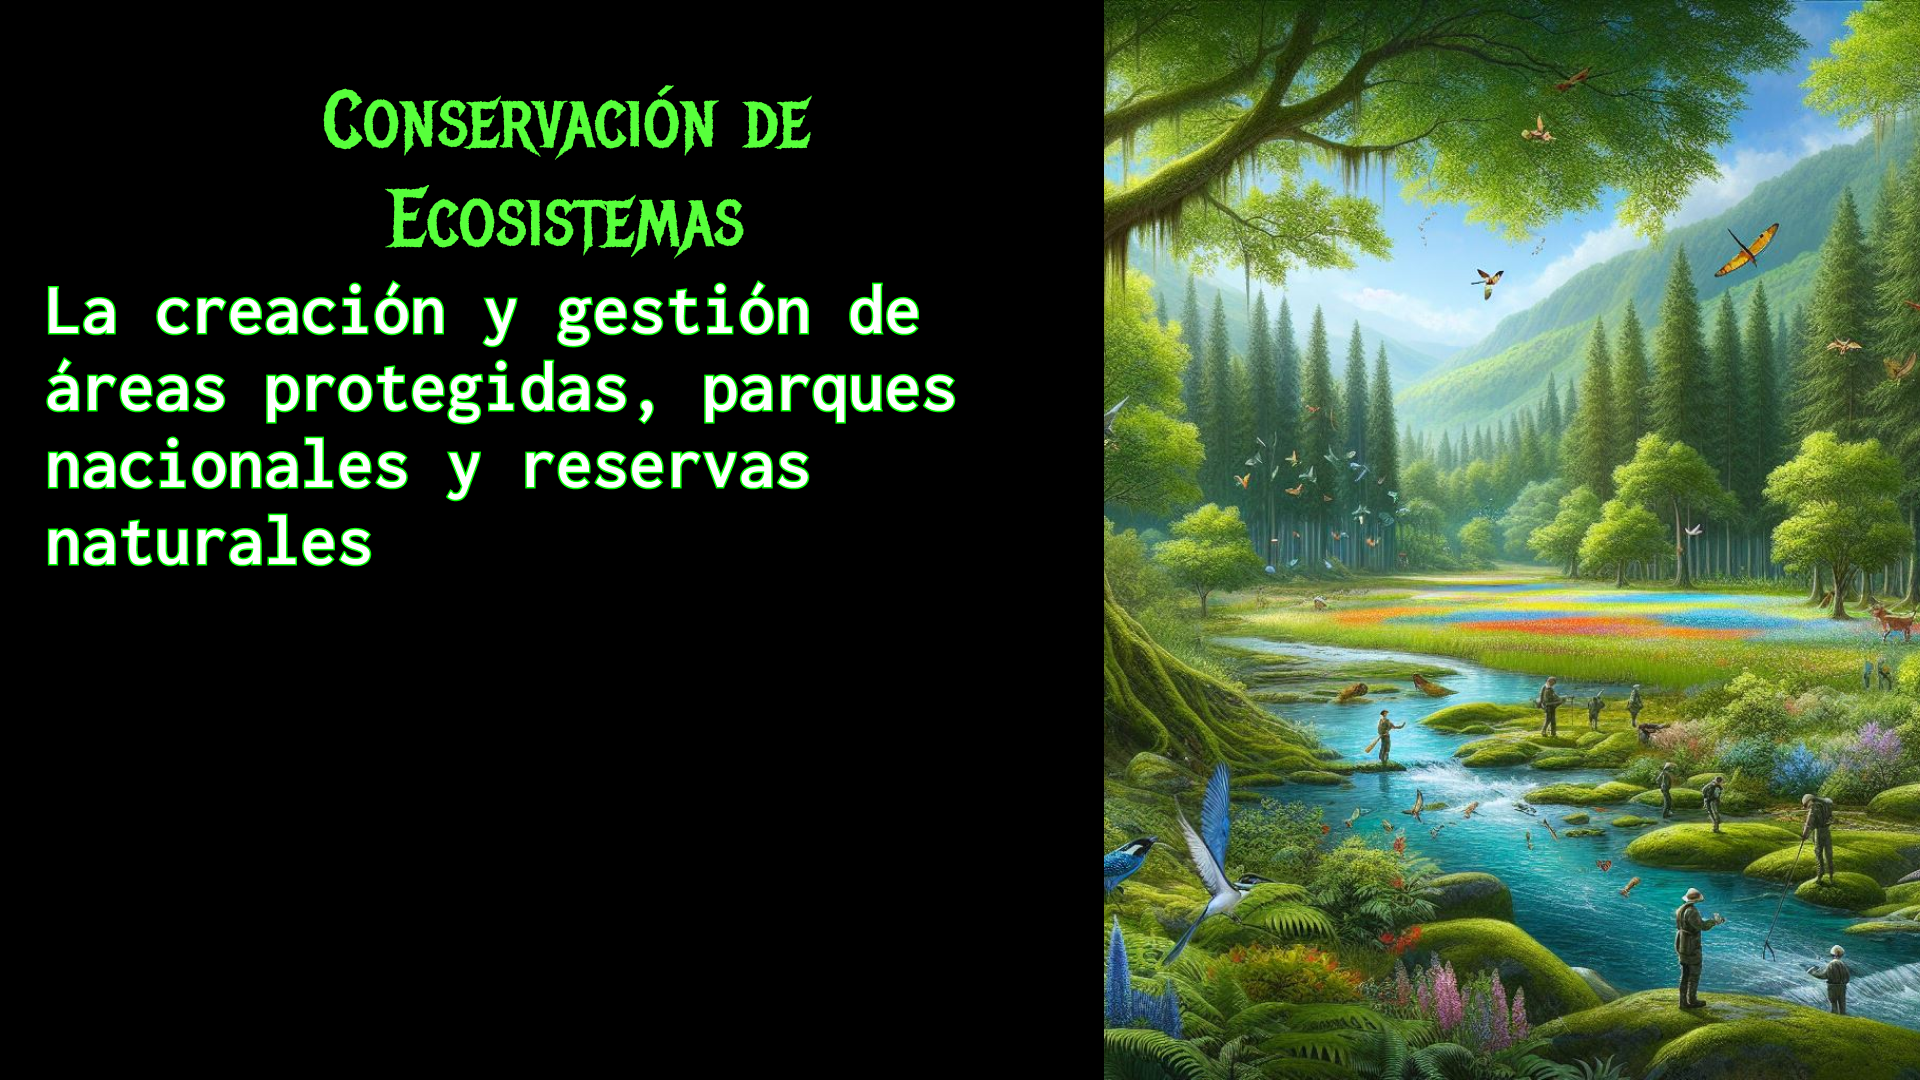 Conservación de
Ecosistemas
La creación y gestión de
áreas protegidas, parques
nacionales y reservas
naturales